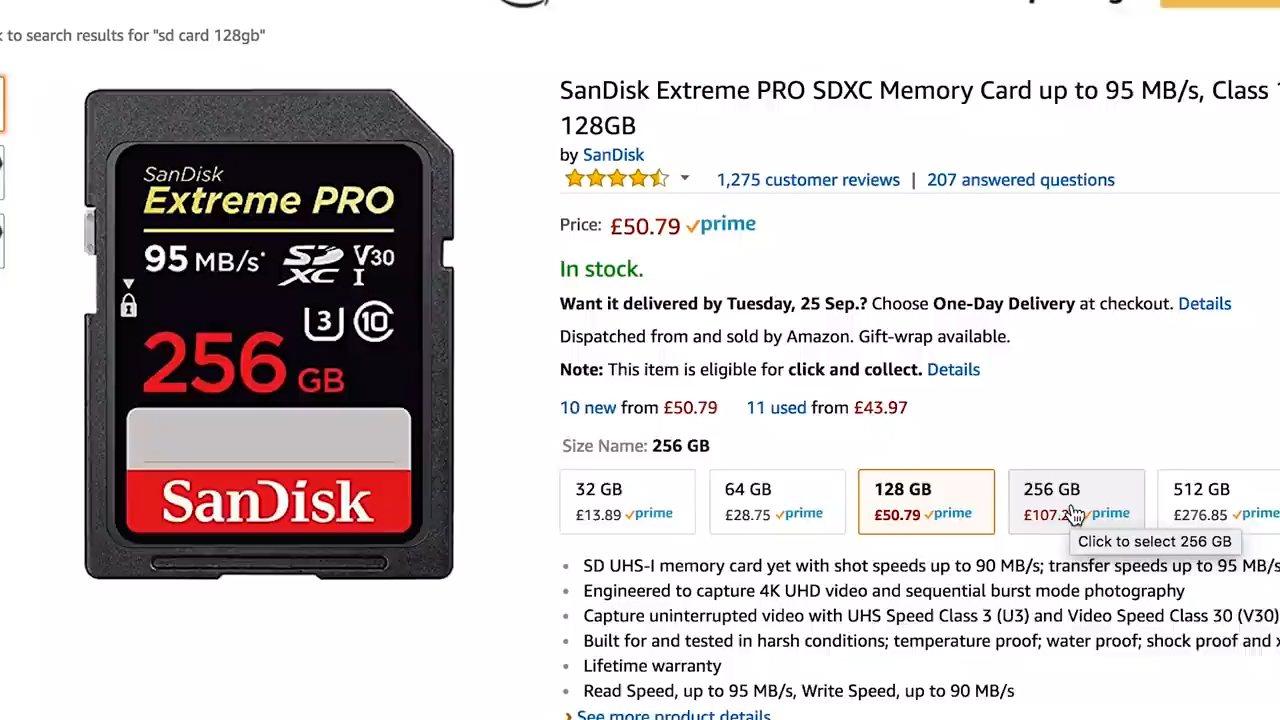 to search results for "sd card 128gb"
SanDisk
Extreme PRO
95 MB/s*
SD XC I V30
U3 10
256 GB
SanDisk
SanDisk Extreme PRO SDXC Memory Card up to 95 MB/s, Class
128GB
by SanDisk
1,275 customer reviews | 207 answered questions
Price: £50.79 prime
In stock.
Want it delivered by Tuesday, 25 Sep.? Choose One-Day Delivery at checkout. Details
Dispatched from and sold by Amazon. Gift-wrap available.
Note: This item is eligible for click and collect. Details
10 new from £50.79 11 used from £43.97
Size Name: 256 GB
32 GB 64 GB 128 GB 256 GB 512 GB
£13.89 prime £28.75 prime £50.79 prime prime £276.85 prime
Click to select 256 GB
SD UHS-I memory card yet with shot speeds up to 90 MB/s; transfer speeds up to 95 MB/s
Engineered to capture 4K UHD video and sequential burst mode photography
Capture uninterrupted video with UHS Speed Class 3 (U3) and Video Speed Class 30 (V30)
Built for and tested in harsh conditions; temperature proof; water proof; shock proof and
Lifetime warranty
Read Speed, up to 95 MB/s, Write Speed, up to 90 MB/s
See more product details